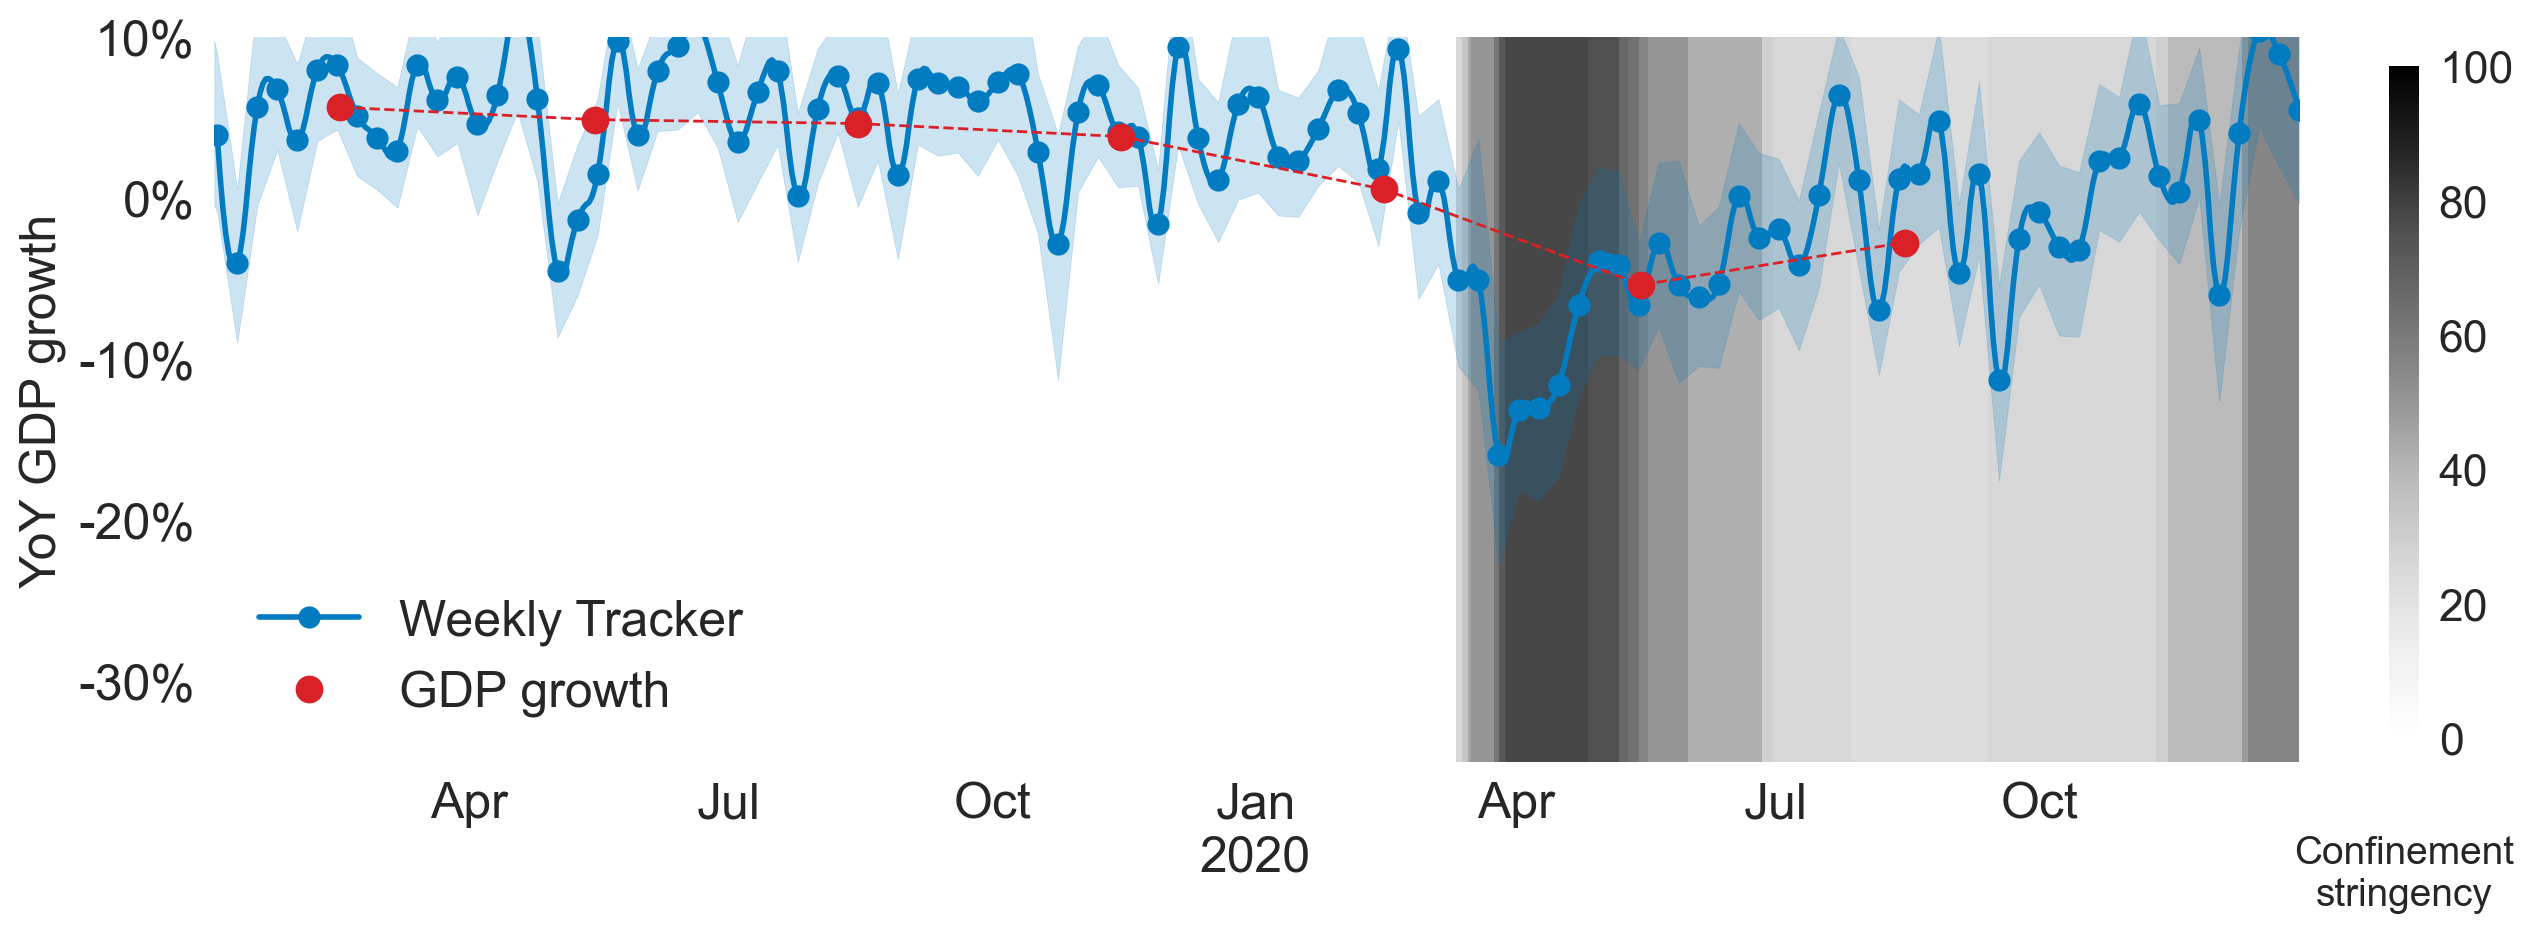 10%
0%
-10%
-20%
-30%
YoY GDP growth
Weekly Tracker
GDP growth
Apr
Jul
Oct
Jan
2020
Apr
Jul
Oct
100
80
60
40
20
0
Confinement
stringency